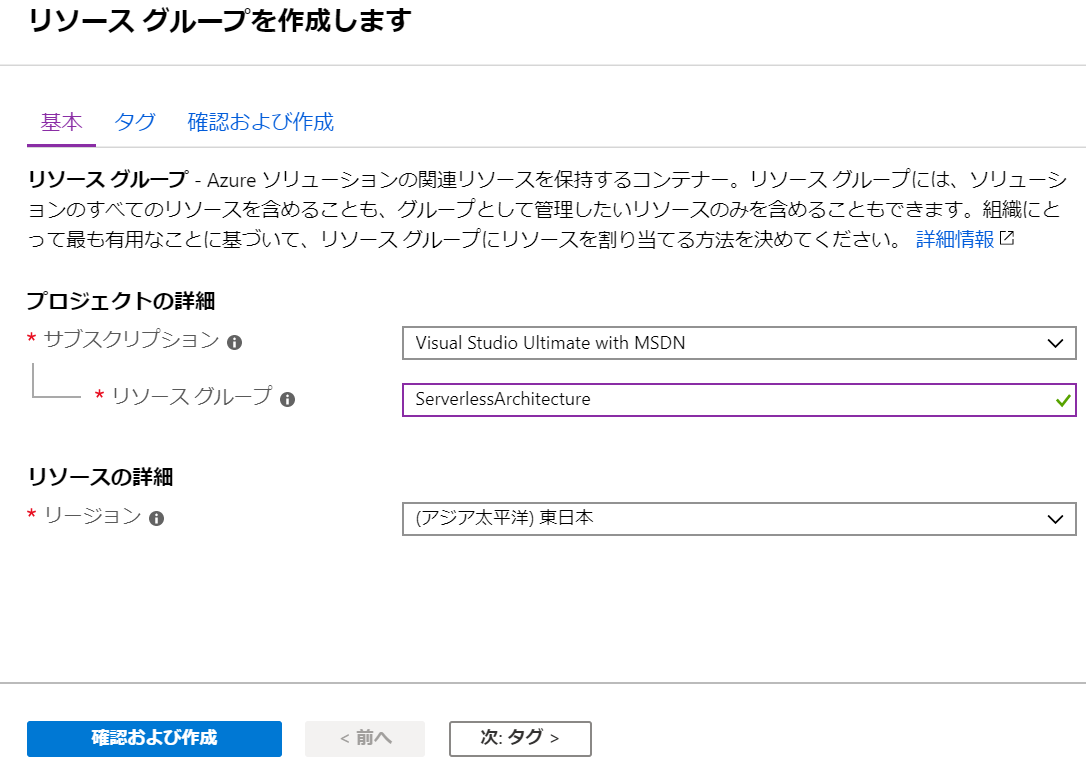 リソース グループを作成します
基本 タグ 確認および作成
リソース グループ - Azure ソリューションの関連リソースを保持するコンテナー。リソース グループには、ソリューシ
ョンのすべてのリソースを含めることも、グループとして管理したいリソースのみを含めることもできます。組織にと
って最も有用なことに基づいて、リソース グループにリソースを割り当てる方法を決めてください。 詳細情報
プロジェクトの詳細
* サブスクリプション Visual Studio Ultimate with MSDN
* リソース グループ ServerlessArchitecture
リソースの詳細
* リージョン (アジア太平洋) 東日本
確認および作成 < 前へ 次: タグ >